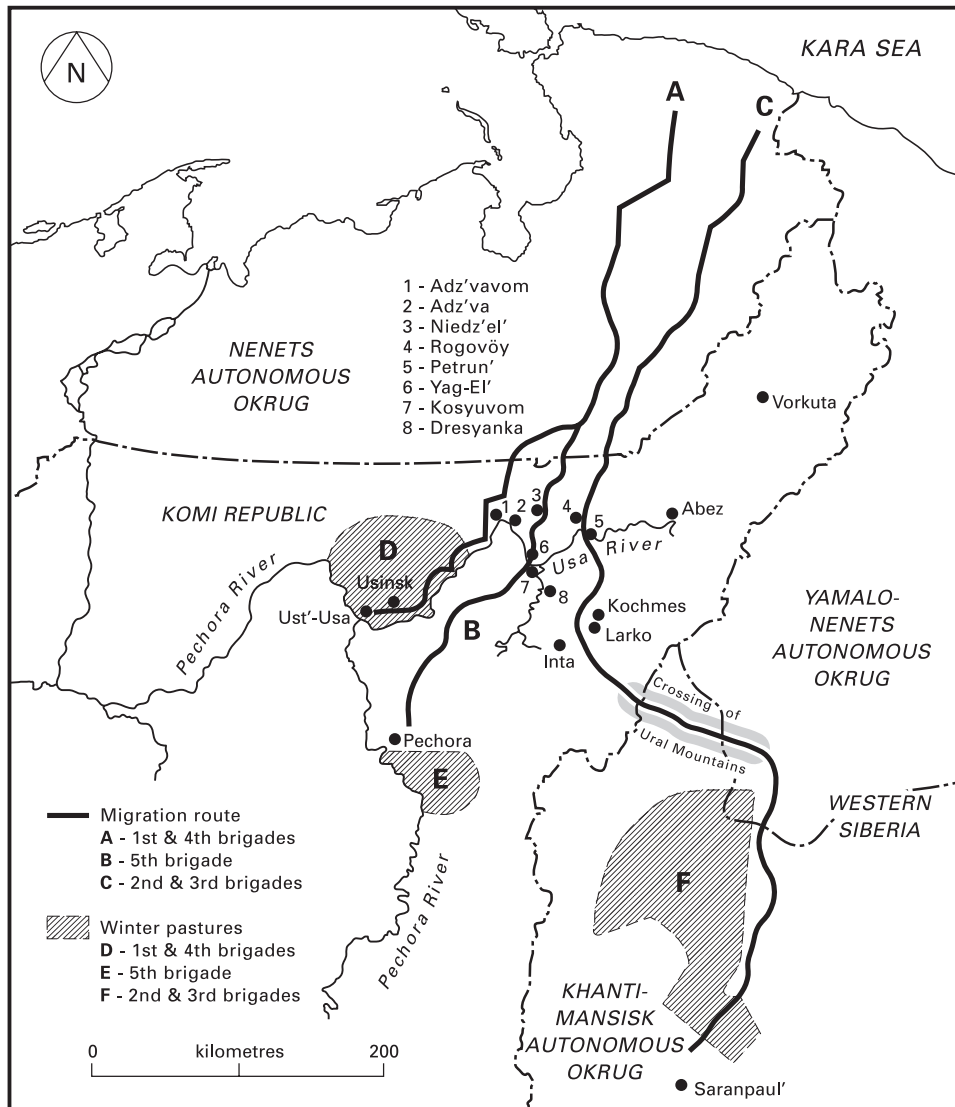 N
KARA SEA
A
C
1 - Adz'vavom
2 - Adz'va
3 - Niedz'el'
4 - Rogovöy
5 - Petrun'
6 - Yag-El'
7 - Kosyuvom
8 - Dresyanka
NENETS
AUTONOMOUS
OKRUG
Vorkuta
KOMI REPUBLIC
1
2
3
4
5
Abez
Usa River
6
7
8
D
Usinsk
Ust'-Usa
Pechora River
B
Kochmes
Larko
Inta
YAMALO-
NENETS
AUTONOMOUS
OKRUG
Crossing of
Ural Mountains
Pechora
E
WESTERN
SIBERIA
F
Pechora River
Migration route
A - 1st & 4th brigades
B - 5th brigade
C - 2nd & 3rd brigades
Winter pastures
D - 1st & 4th brigades
E - 5th brigade
F - 2nd & 3rd brigades
KHANTI-
MANSISK
AUTONOMOUS
OKRUG
0 kilometres 200
Saranpaul'